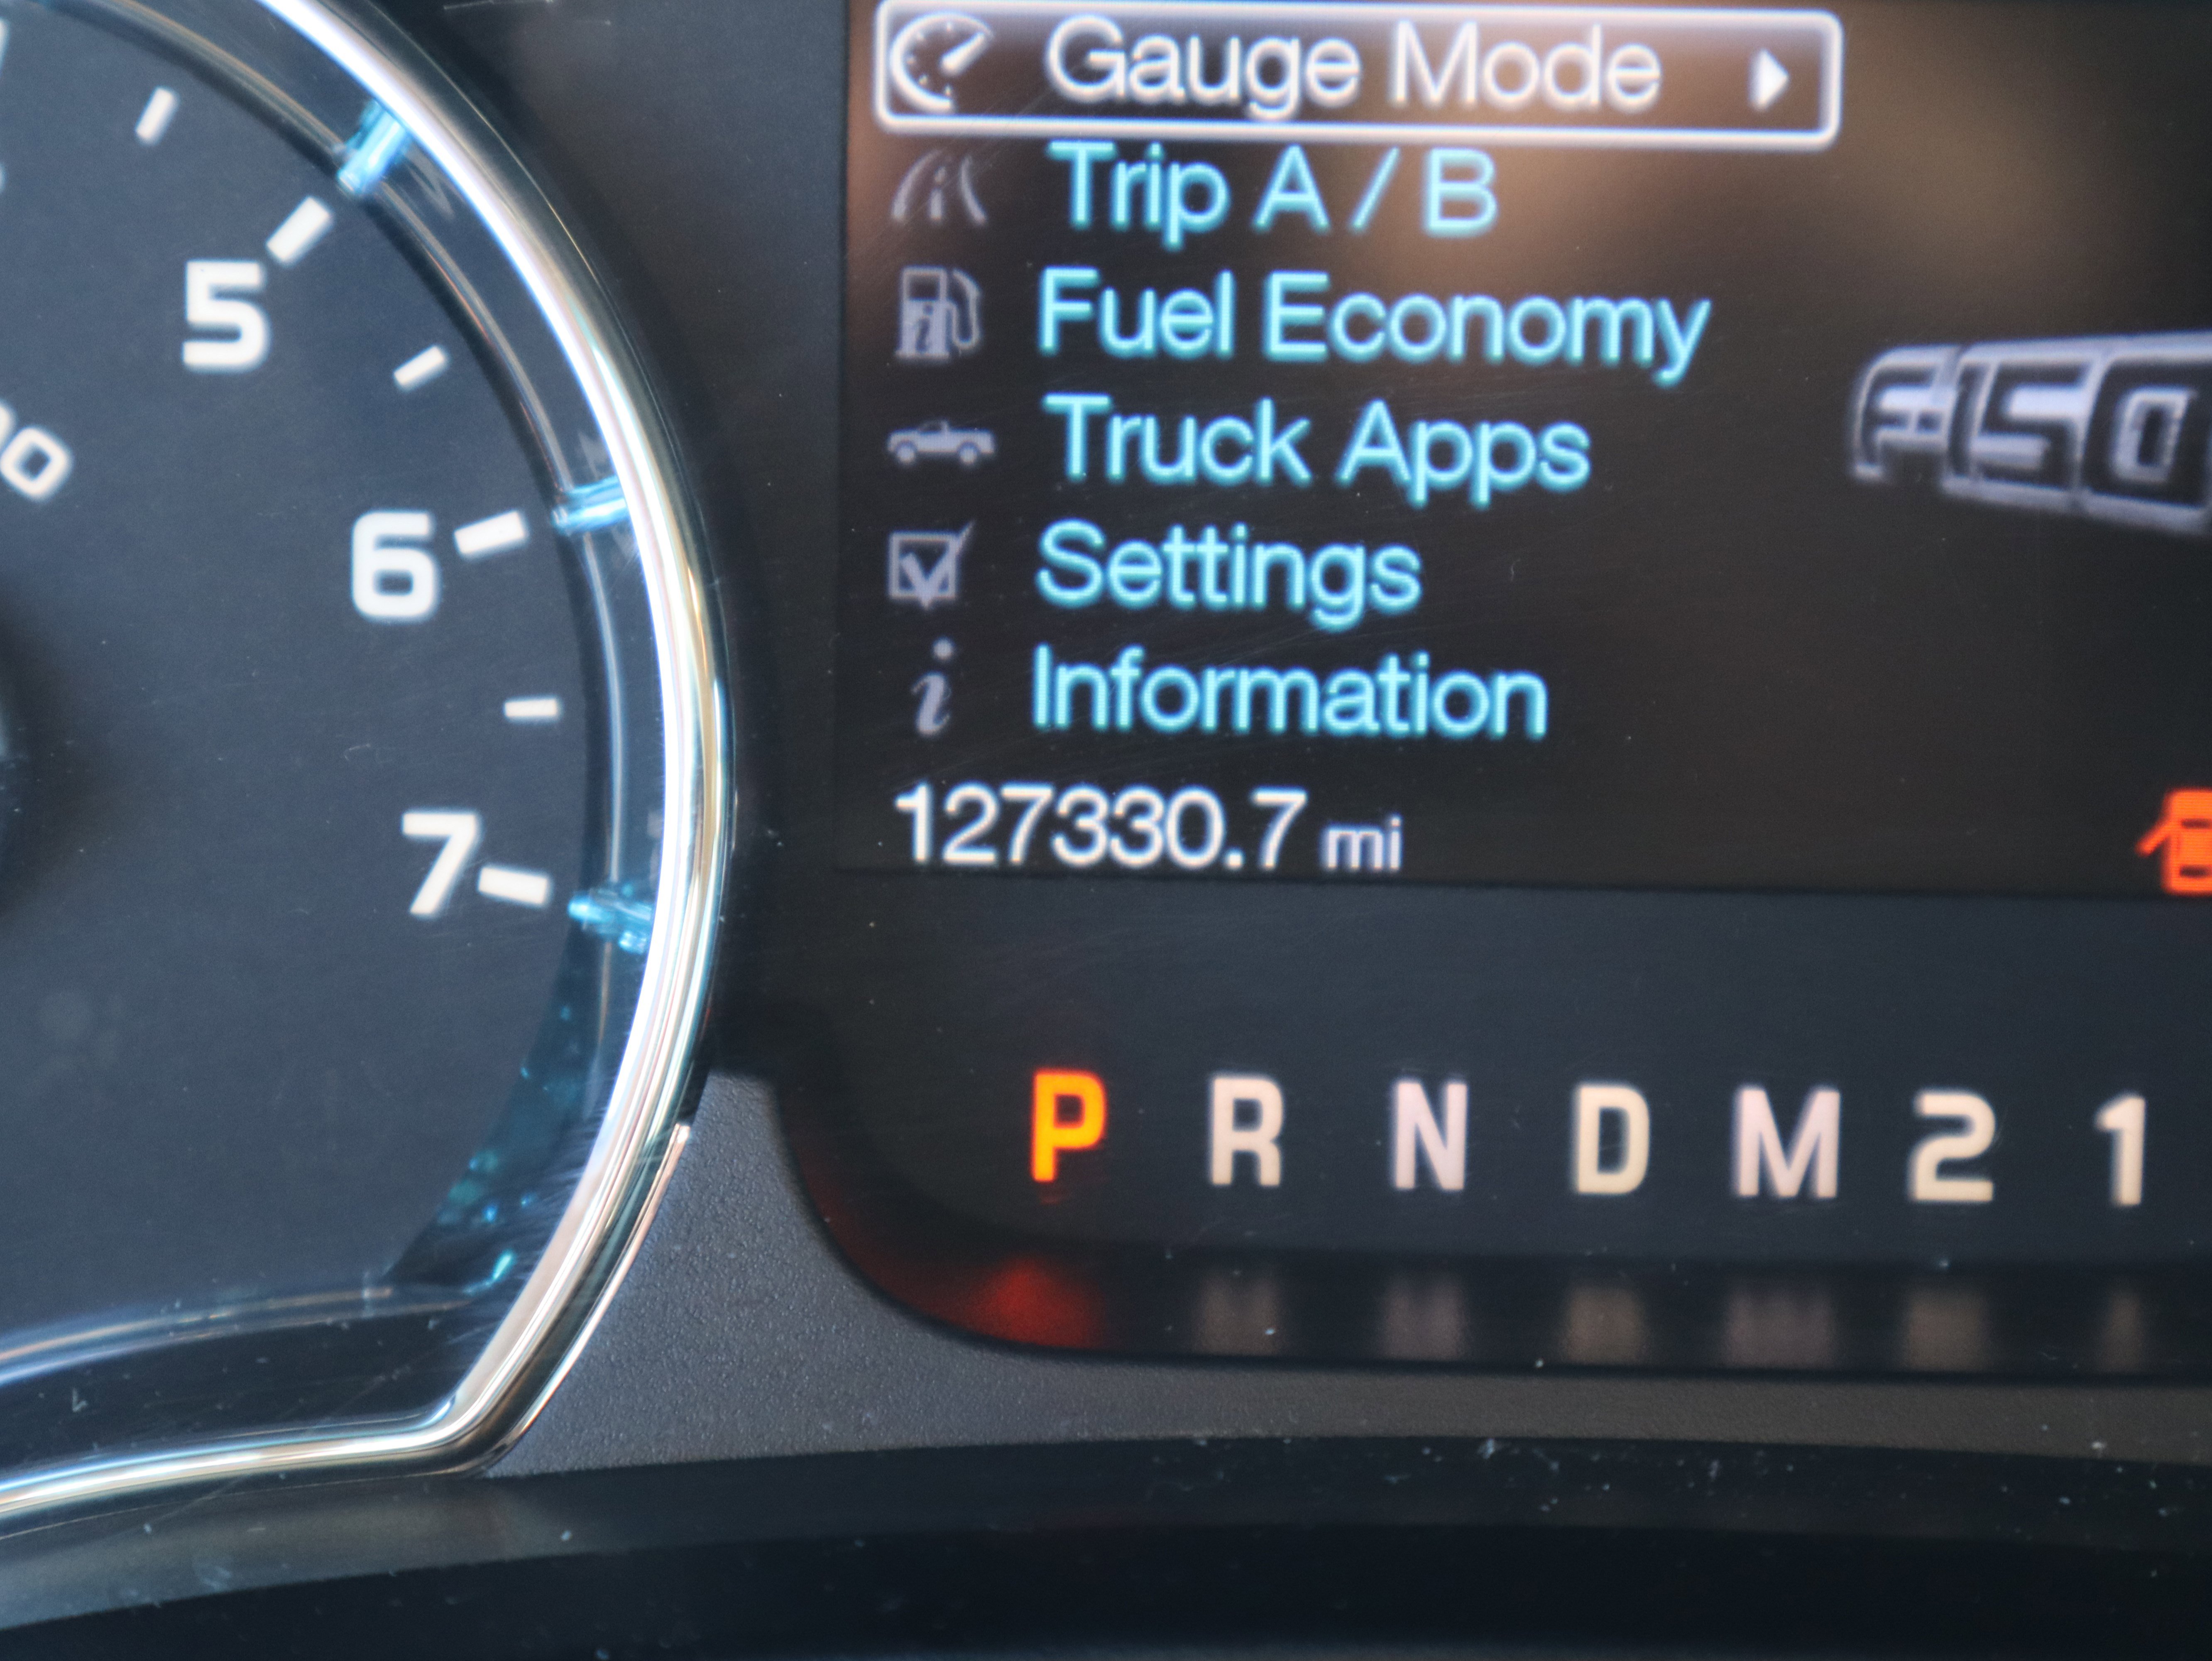 Gauge Mode
Trip A / B
Fuel Economy
Truck Apps
Settings
Information
F-150
127330.7 mi
P R N D M 2 1
5
6
7